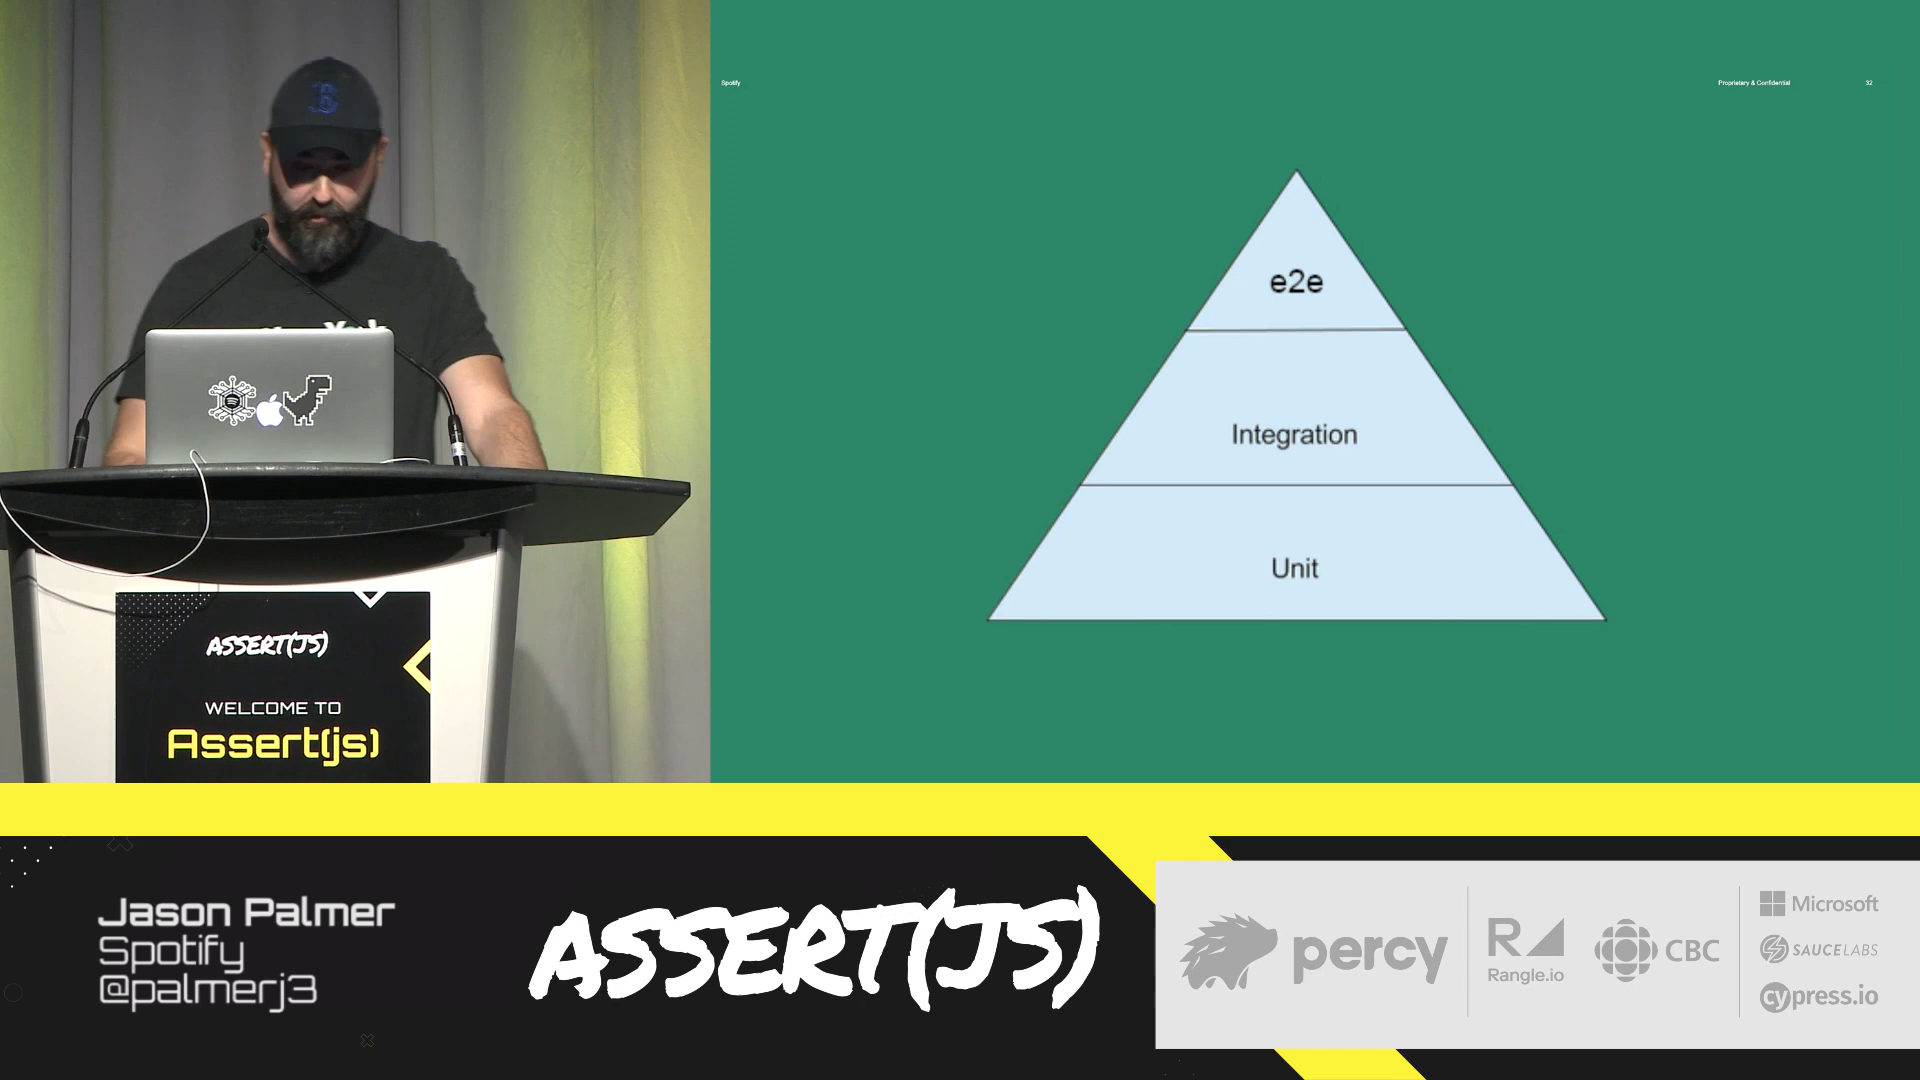 B
ASSERT(JS)
WELCOME TO
Assert(js)
Spotify
Proprietary & Confidential
32
e2e
Integration
Unit
Jason Palmer
Spotify
@palmerj3
ASSERT(JS)
percy
R
Rangle.io
CBC
Microsoft
SAUCELABS
cypress.io